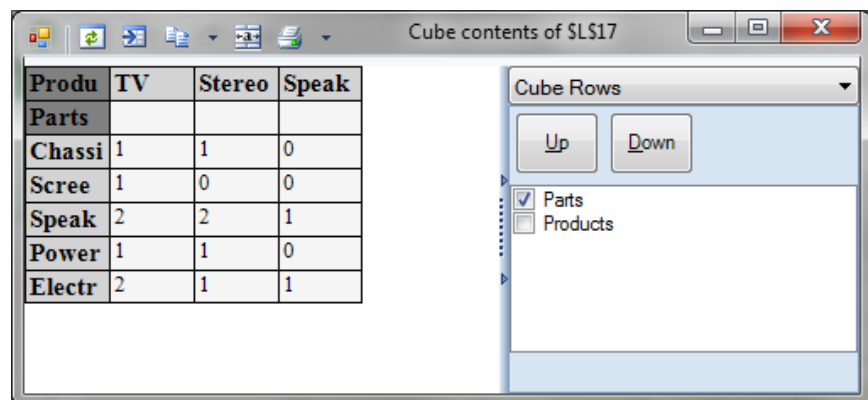 Cube contents of $L$17
Produ TV Stereo Speak
Parts
Chassi 1 1 0
Scree 1 0 0
Speak 2 2 1
Power 1 1 0
Electr 2 1 1
Cube Rows
Up Down
Parts
Products